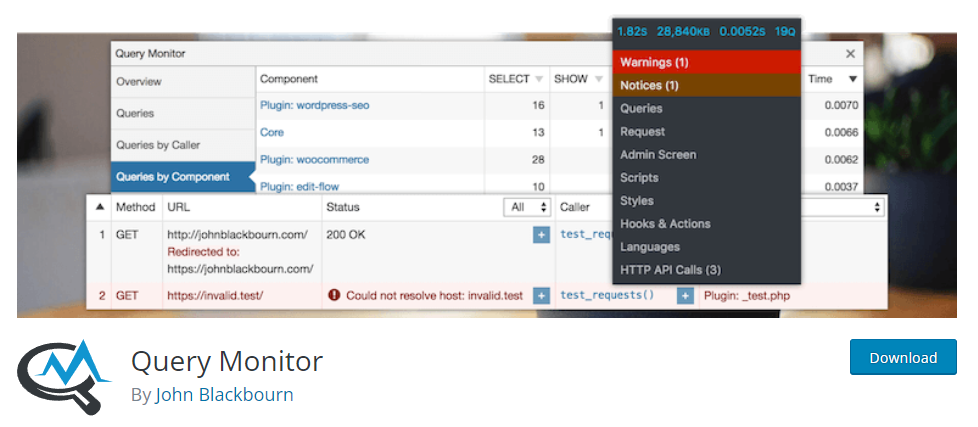 1.82S 28,840KB 0.0052S 19Q
Query Monitor ×
Overview
Queries
Queries by Caller
Queries by Component
Component SELECT SHOW Time
Plugin: wordpress-seo 16 1 0.0070
Core 13 1 0.0066
Plugin: woocommerce 28 0.0062
Plugin: edit-flow 10 0.0037
Warnings (1)
Notices (1)
Queries
Request
Admin Screen
Scripts
Styles
Hooks & Actions
Languages
HTTP API Calls (3)
Method URL Status All Caller
1 GET http://johnblackbourn.com/ 200 OK + test_requ
Redirected to:
https://johnblackbourn.com/
2 GET https://invalid.test/ Could not resolve host: invalid.test + test_requests() + Plugin: _test.php
Query Monitor
By John Blackbourn
Download